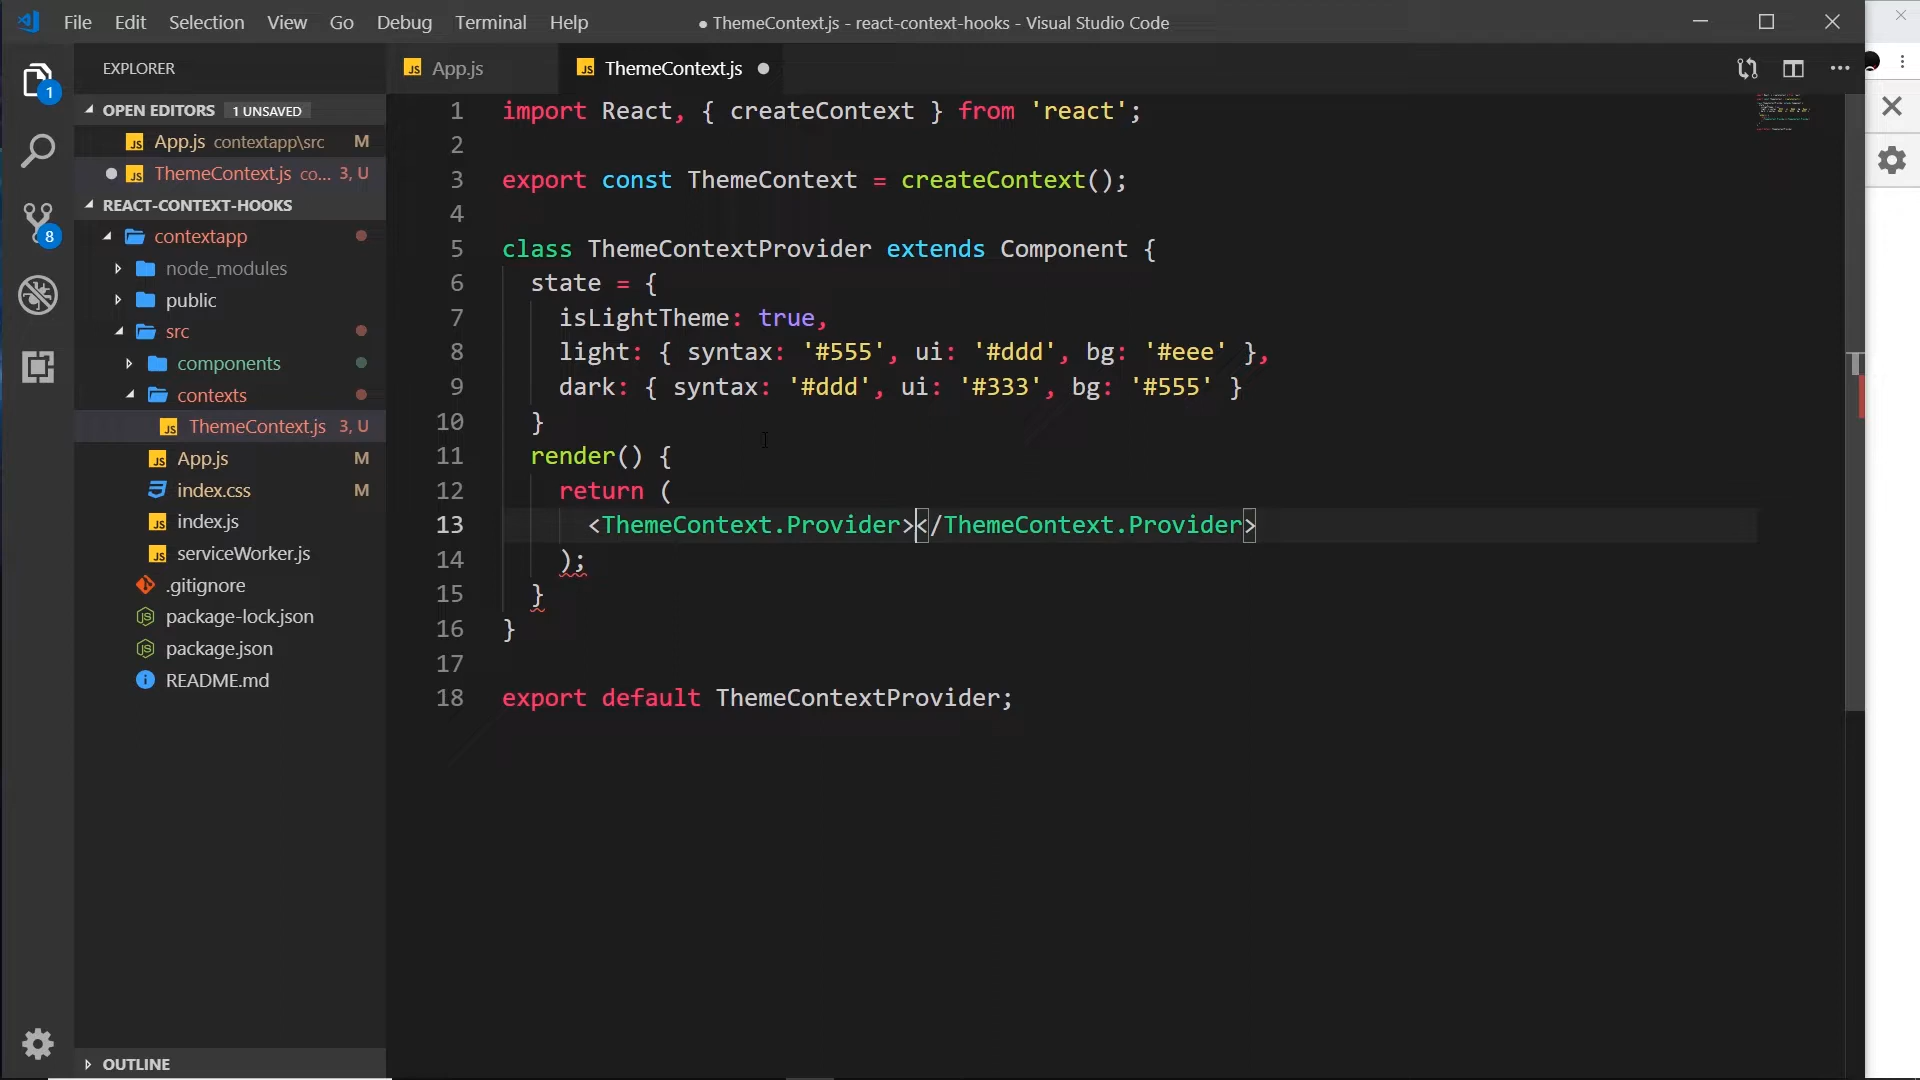 File Edit Selection View Go Debug Terminal Help ● ThemeContext.js - react-context-hooks - Visual Studio Code
EXPLORER
OPEN EDITORS 1 UNSAVED
App.js contextapp\src M
ThemeContext.js co... 3, U
REACT-CONTEXT-HOOKS
contextapp
node_modules
public
src
components
contexts
ThemeContext.js 3, U
App.js M
index.css M
index.js
serviceWorker.js
.gitignore
package-lock.json
package.json
README.md
OUTLINE
1
8
App.js ThemeContext.js ●
1 import React, { createContext } from 'react';
2
3 export const ThemeContext = createContext();
4
5 class ThemeContextProvider extends Component {
6 state = {
7 isLightTheme: true,
8 light: { syntax: '#555', ui: '#ddd', bg: '#eee' },
9 dark: { syntax: '#ddd', ui: '#333', bg: '#555' }
10 }
11 render() {
12 return (
13 <ThemeContext.Provider></ThemeContext.Provider>
14 );
15 }
16 }
17
18 export default ThemeContextProvider;